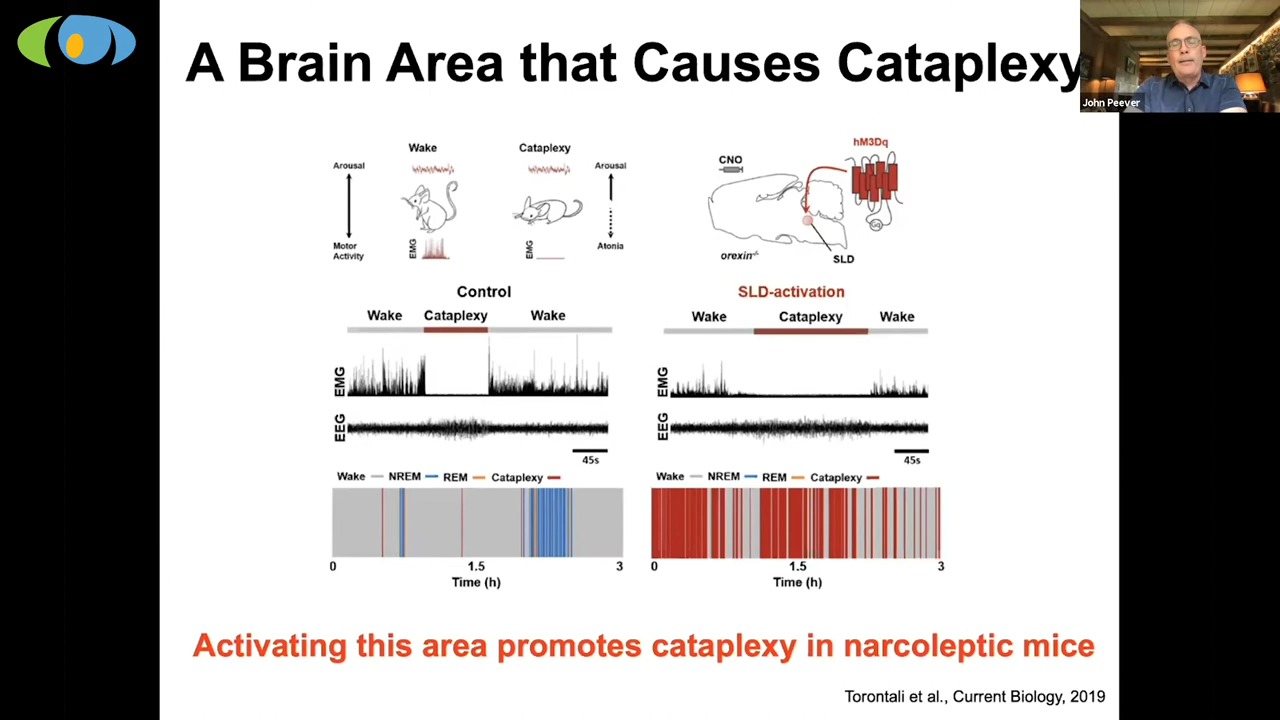 A Brain Area that Causes Cataplexy
John Peever
Wake
Cataplexy
Arousal
Arousal
Motor
Activity
EMG
EMG
Atonia
CNO
hM3Dq
Gq
orexin-/-
SLD
Control
Wake
Cataplexy
Wake
EMG
EEG
45s
Wake NREM REM Cataplexy
0 1.5 3
Time (h)
SLD-activation
Wake
Cataplexy
Wake
EMG
EEG
45s
Wake NREM REM Cataplexy
0 1.5 3
Time (h)
Activating this area promotes cataplexy in narcoleptic mice
Torontali et al., Current Biology, 2019